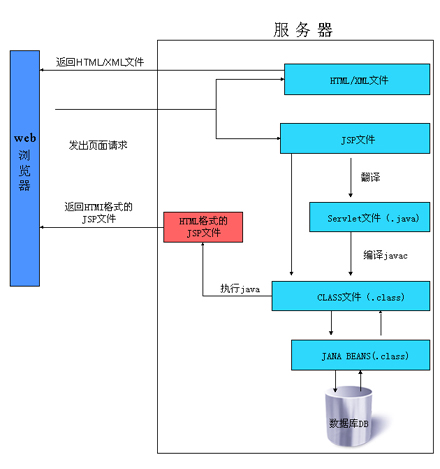 服务器
返回HTML/XML文件
HTML/XML文件
web
浏览器
发出页面请求
JSP文件
翻译
返回HTMl格式的
JSP文件
HTML格式的
JSP文件
Servlet文件(.java)
编译javac
执行java
CLASS文件(.class)
JANA BEANS(.class)
数据库DB